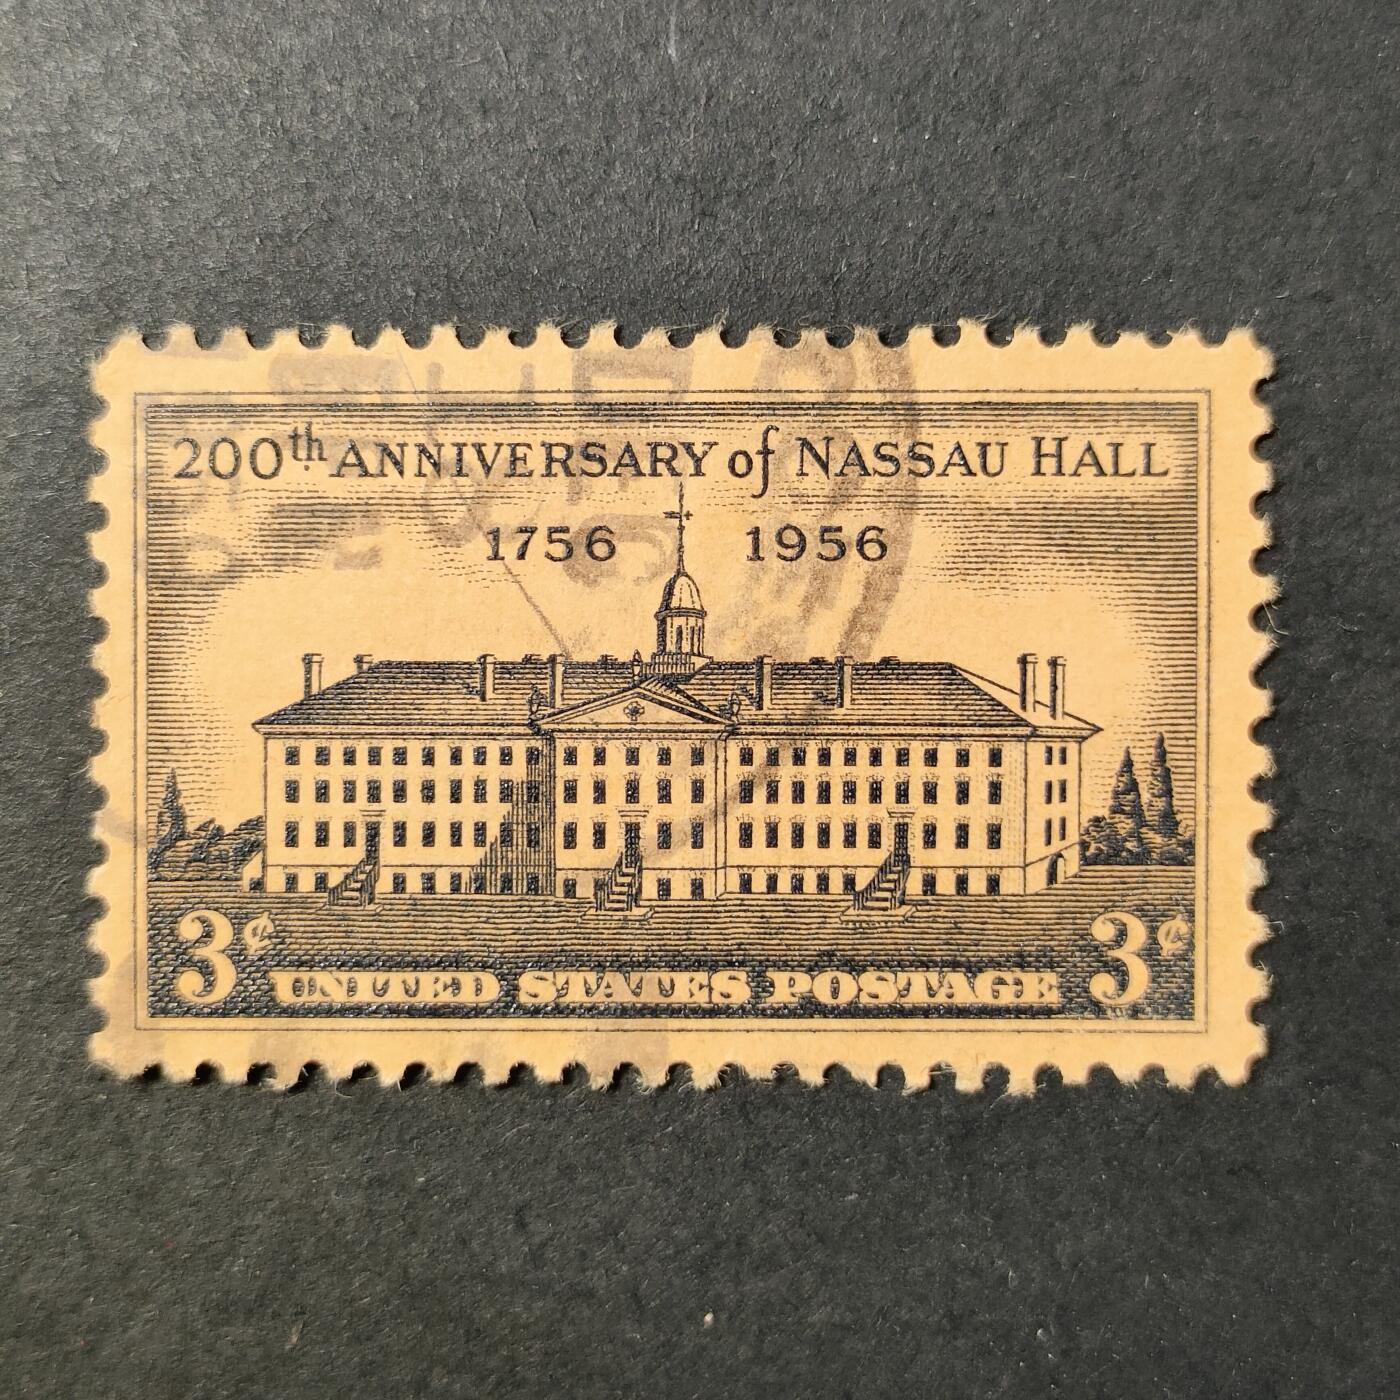 200th ANNIVERSARY of NASSAU HALL
1756 1956
3¢ UNITED STATES POSTAGE 3¢